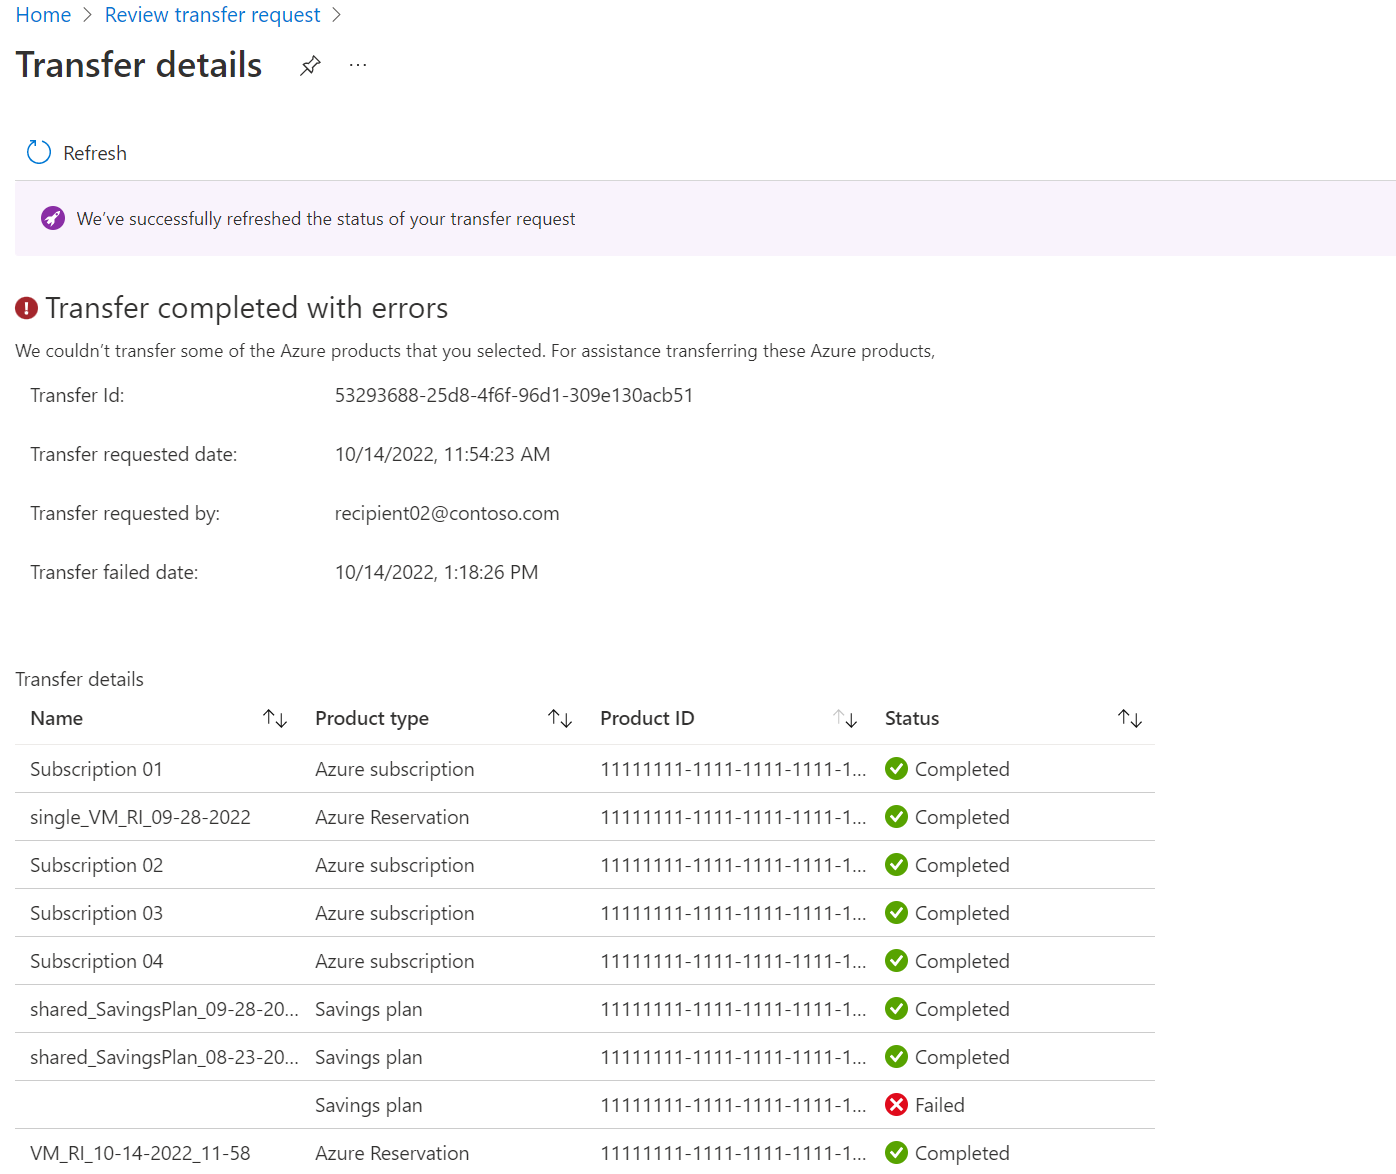 Home > Review transfer request >
Transfer details ...
Refresh
We've successfully refreshed the status of your transfer request
Transfer completed with errors
We couldn't transfer some of the Azure products that you selected. For assistance transferring these Azure products,
Transfer Id: 53293688-25d8-4f6f-96d1-309e130acb51
Transfer requested date: 10/14/2022, 11:54:23 AM
Transfer requested by: recipient02@contoso.com
Transfer failed date: 10/14/2022, 1:18:26 PM
Transfer details
Name Product type Product ID Status
Subscription 01 Azure subscription 11111111-1111-1111-1111-1... Completed
single_VM_RI_09-28-2022 Azure Reservation 11111111-1111-1111-1111-1... Completed
Subscription 02 Azure subscription 11111111-1111-1111-1111-1... Completed
Subscription 03 Azure subscription 11111111-1111-1111-1111-1... Completed
Subscription 04 Azure subscription 11111111-1111-1111-1111-1... Completed
shared_SavingsPlan_09-28-20... Savings plan 11111111-1111-1111-1111-1... Completed
shared_SavingsPlan_08-23-20... Savings plan 11111111-1111-1111-1111-1... Completed
Savings plan 11111111-1111-1111-1111-1... Failed
VM_RI_10-14-2022_11-58 Azure Reservation 11111111-1111-1111-1111-1... Completed